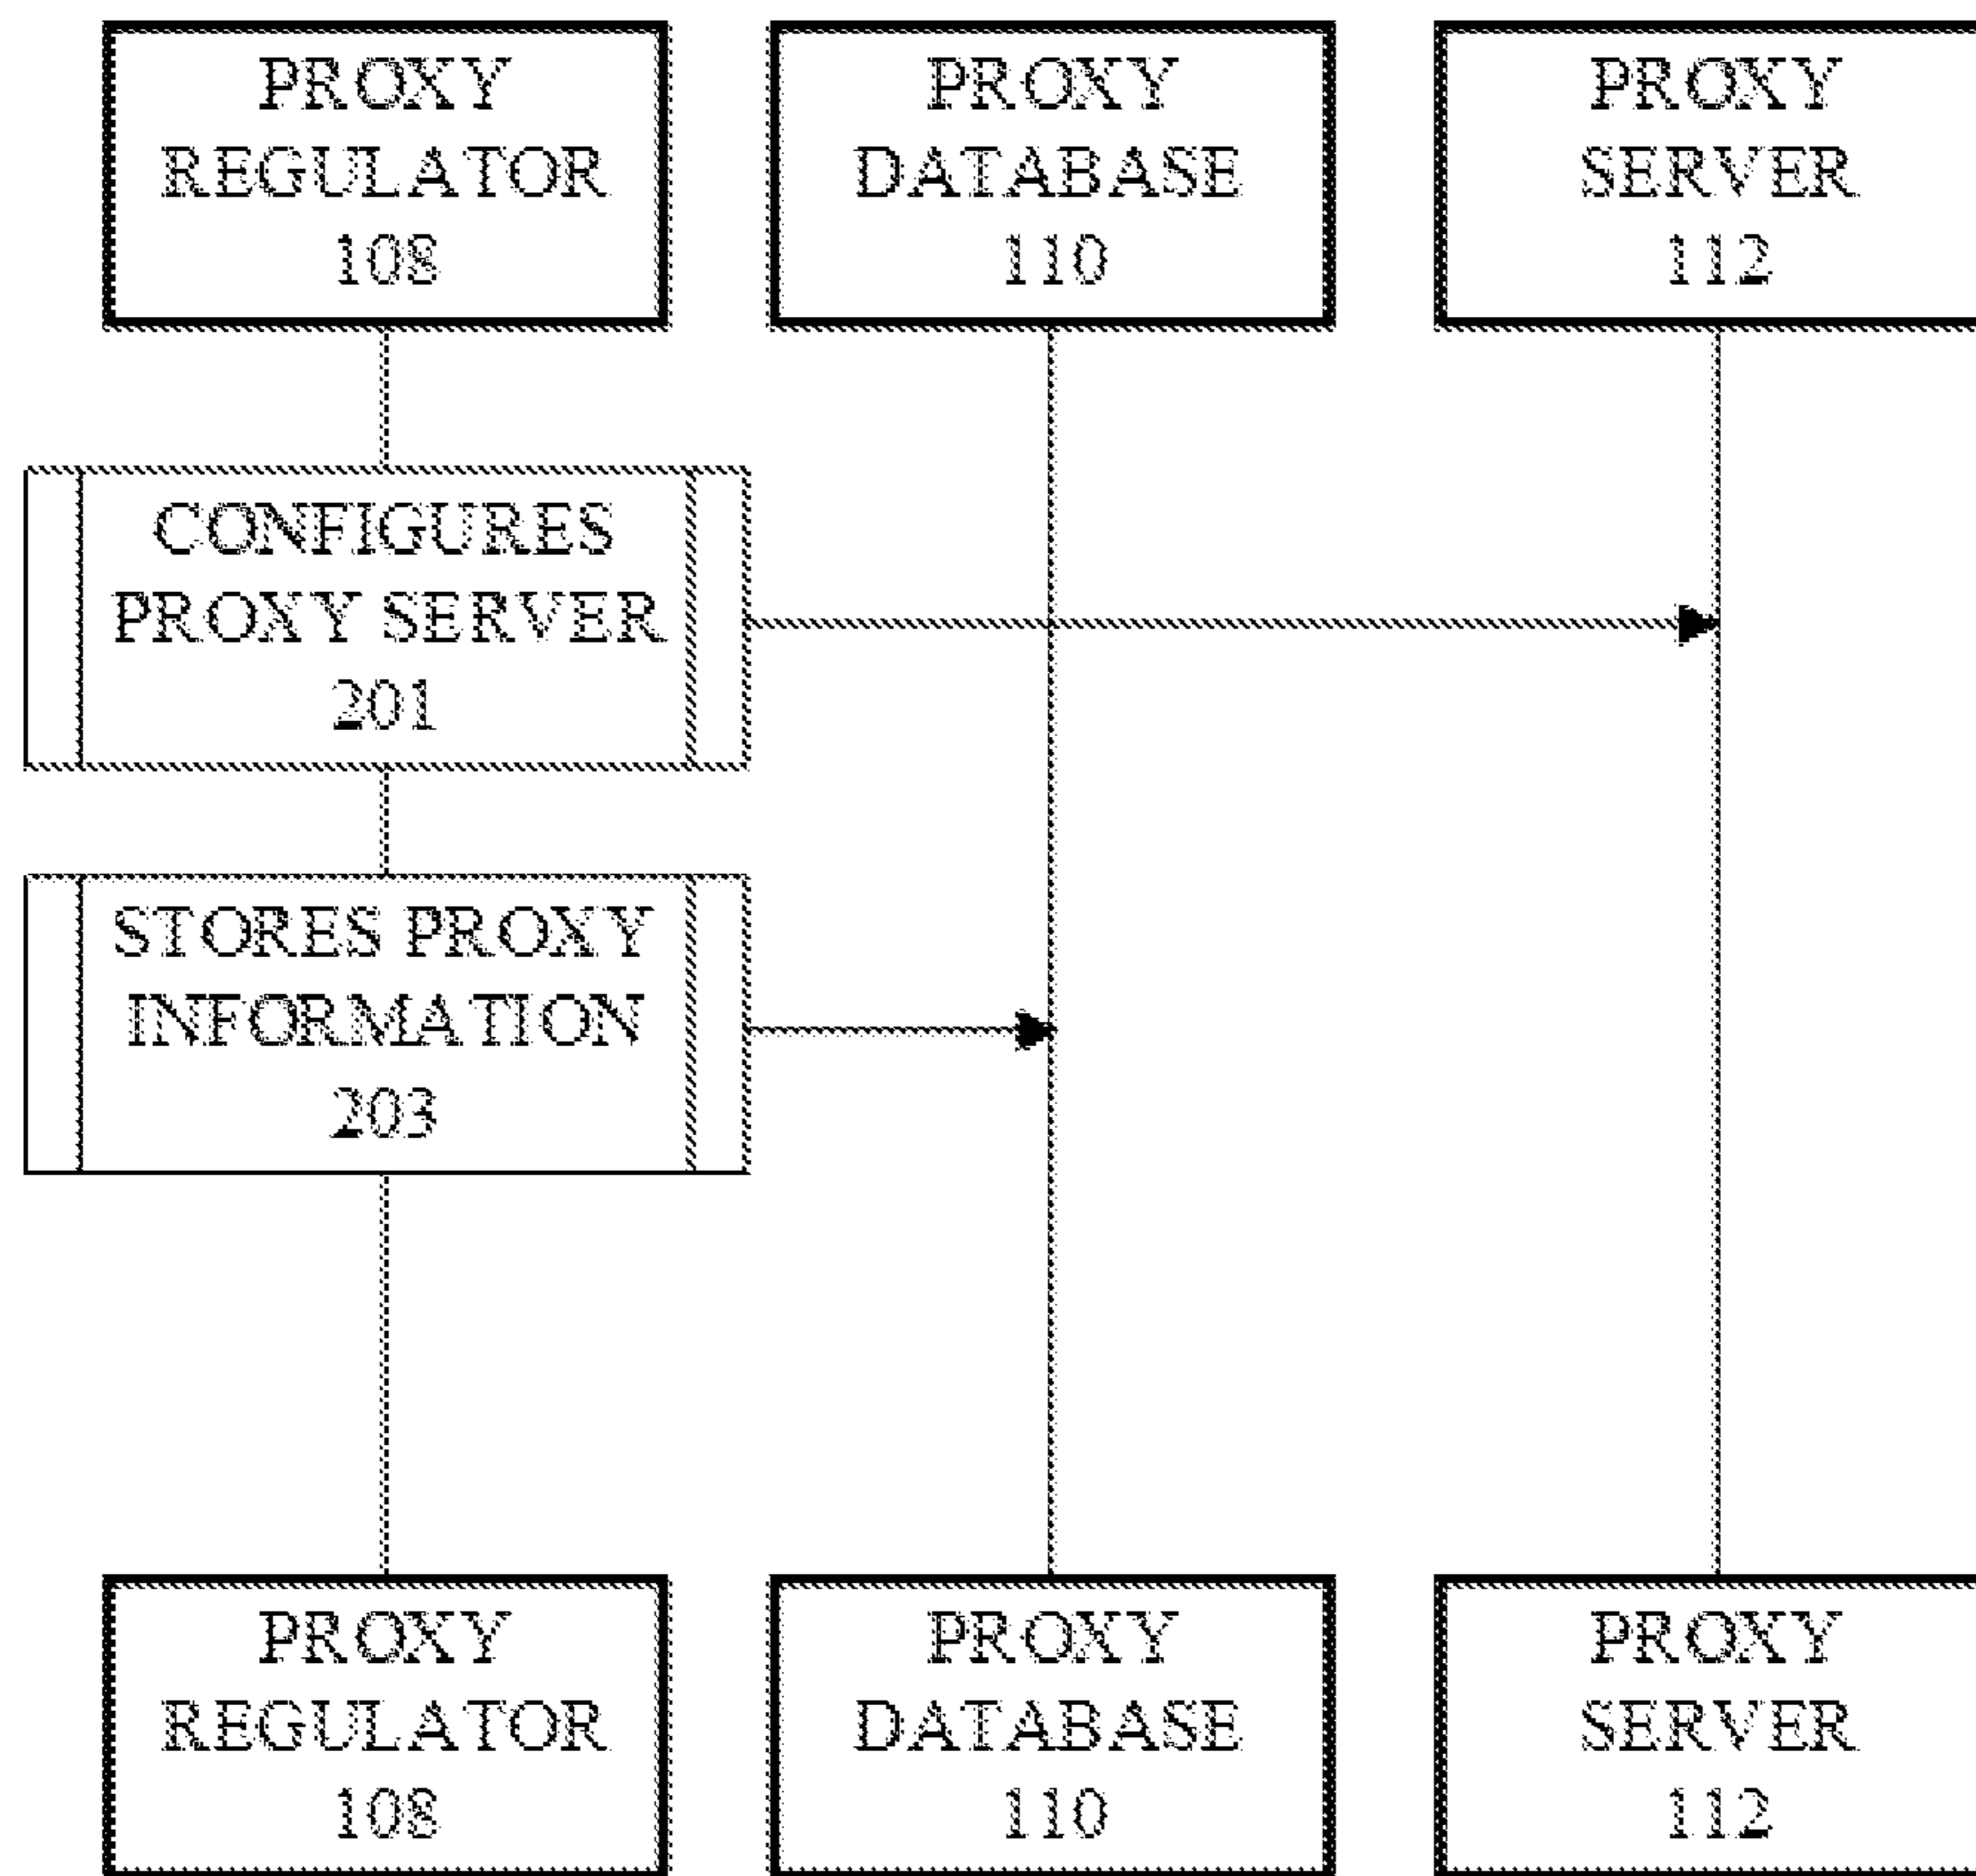 PROXY
REGULATOR
108
PROXY
DATABASE
110
PROXY
SERVER
112
CONFIGURES
PROXY SERVER
201
STORES PROXY
INFORMATION
203
PROXY
REGULATOR
108
PROXY
DATABASE
110
PROXY
SERVER
112